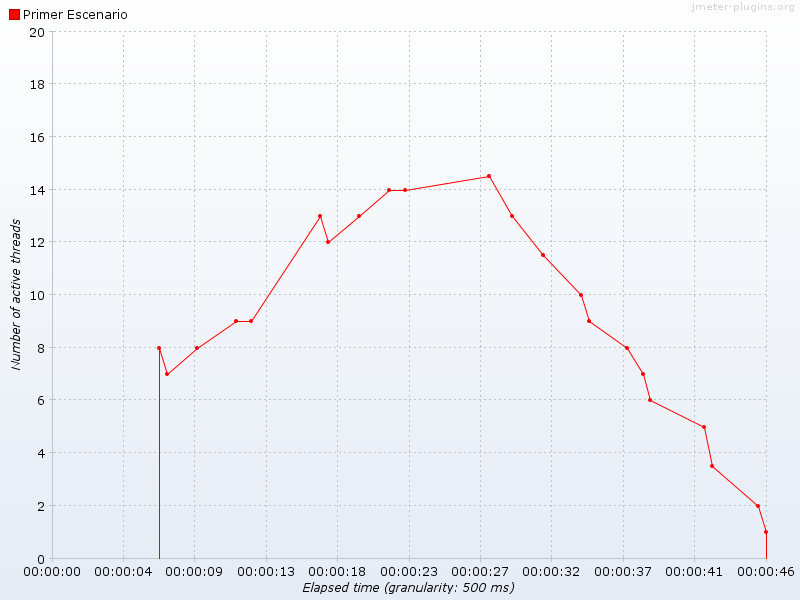 jmeter-plugins.org
Primer Escenario
20
18
16
14
12
10
8
6
4
2
0
Number of active threads
00:00:00 00:00:04 00:00:09 00:00:13 00:00:18 00:00:23 00:00:27 00:00:32 00:00:37 00:00:41 00:00:46
Elapsed time (granularity: 500 ms)